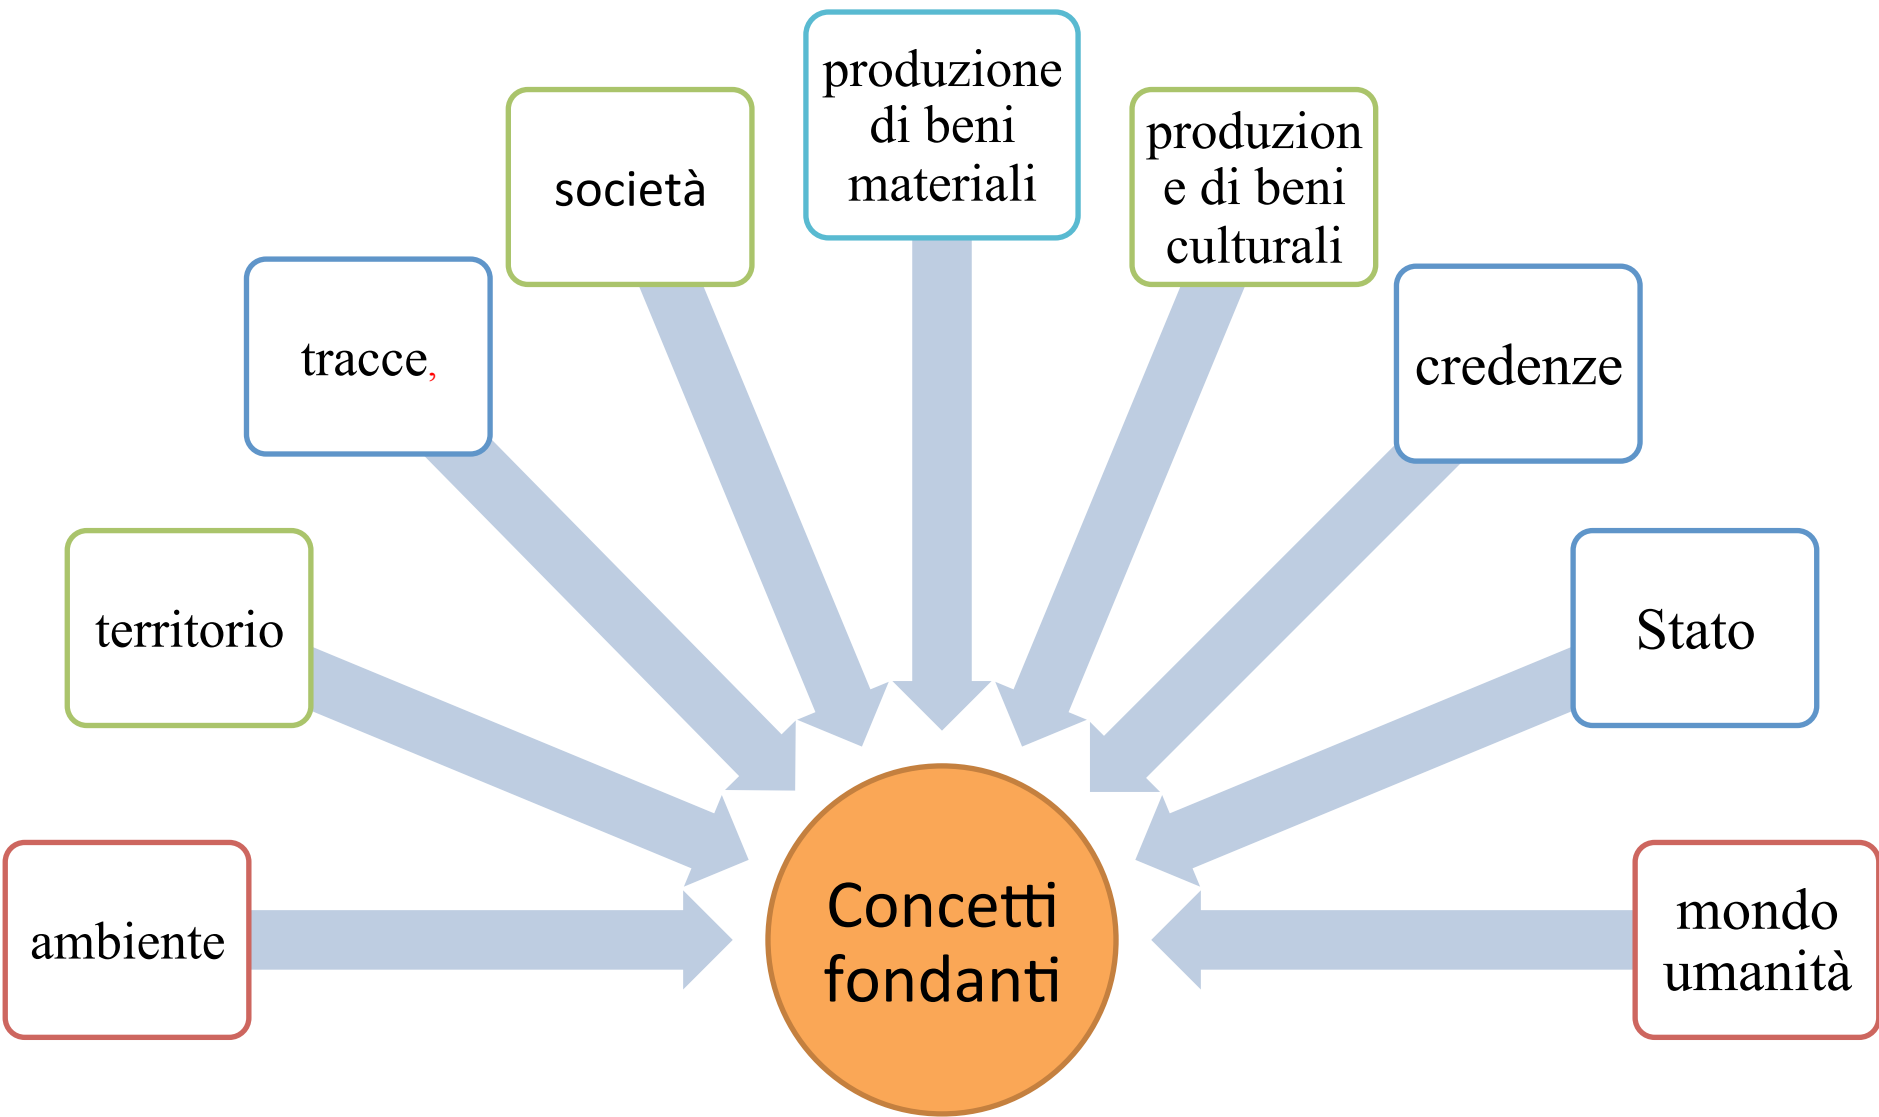 produzione
di beni
materiali
società
produzion
e di beni
culturali
tracce,
credenze
territorio
Stato
ambiente
Concetti
fondanti
mondo
umanità